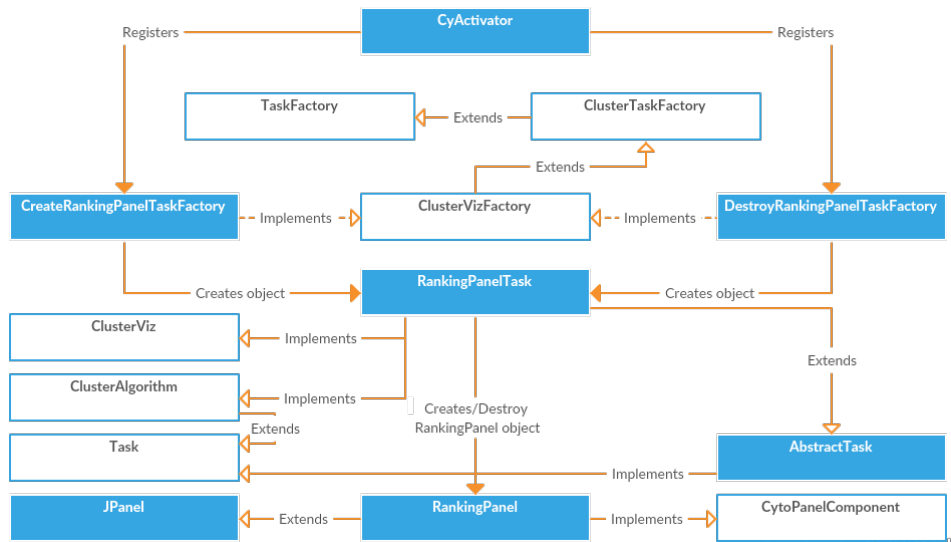 CyActivator
Registers
Registers
TaskFactory
Extends
ClusterTaskFactory
Extends
CreateRankingPanelTaskFactory
Implements
ClusterVizFactory
Implements
DestroyRankingPanelTaskFactory
RankingPanelTask
Creates object
Creates object
ClusterViz
Implements
Extends
ClusterAlgorithm
Implements
Creates/Destroy
RankingPanel object
Extends
Task
AbstractTask
Implements
JPanel
Extends
RankingPanel
Implements
CytoPanelComponent